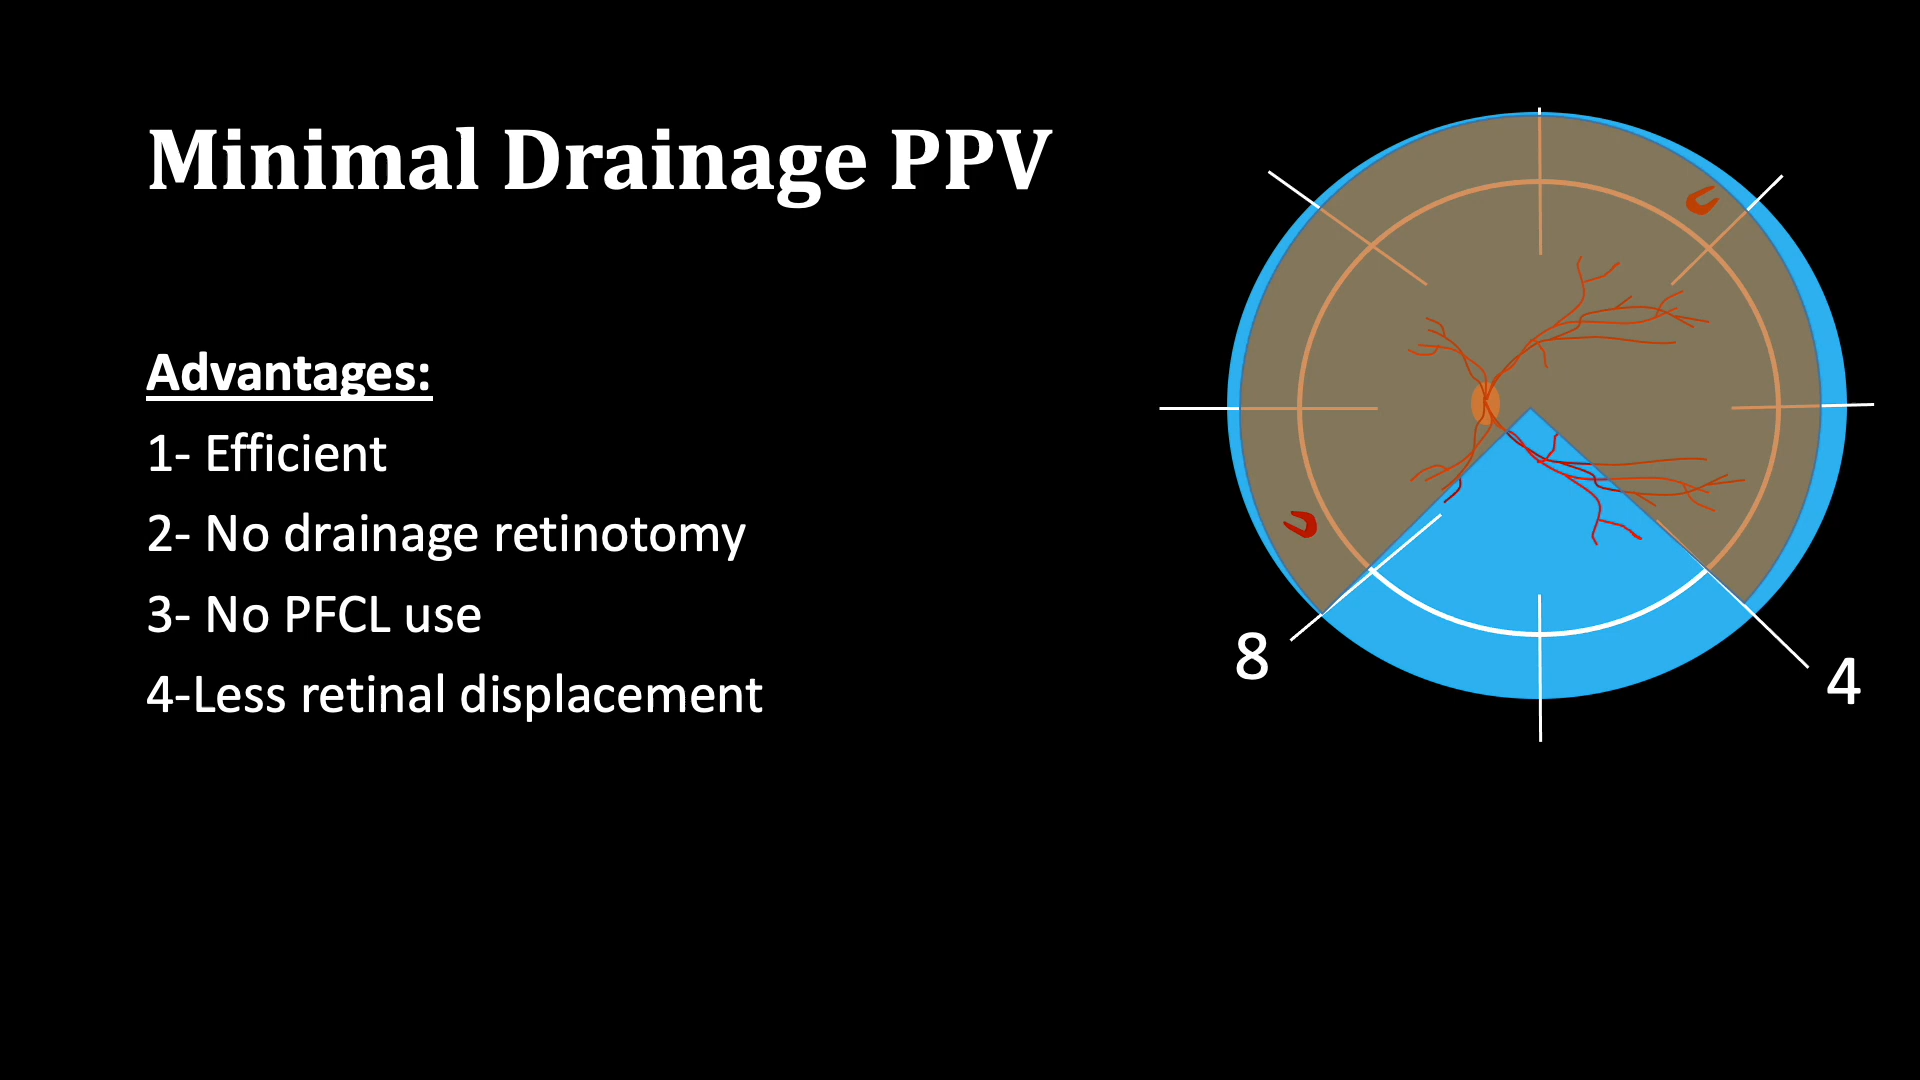 Minimal Drainage PPV
Advantages:
1- Efficient
2- No drainage retinotomy
3- No PFCL use
4-Less retinal displacement
8
4